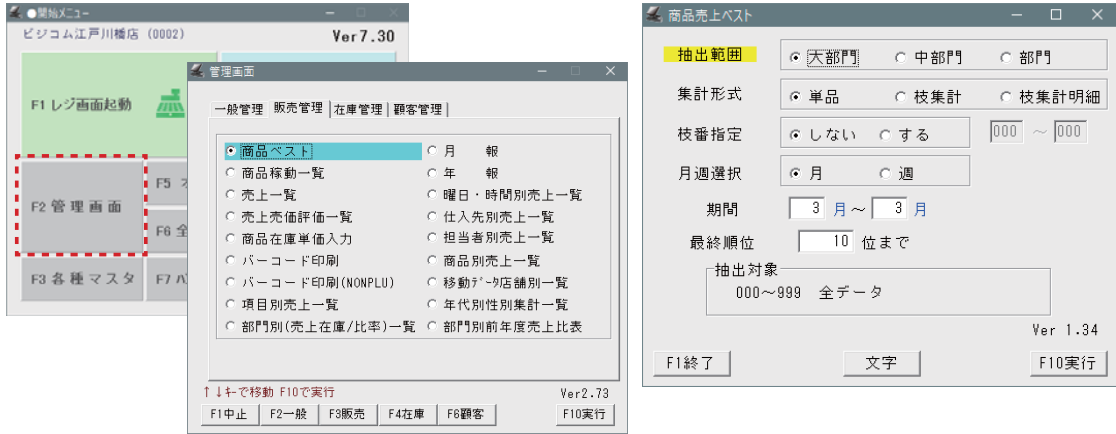 ●開始ﾒﾆｭｰ
ビジコム江戸川橋店 (0002)
Ver7.30
F1 レジ画面起動
F2 管 理 画 面
F5
F6 全
F3 各 種 マ ス タ
F7
管理画面
一般管理 販売管理 在庫管理 顧客管理
商品ベスト
月 報
商品稼動一覧
年 報
売上一覧
曜日・時間別売上一覧
売上売価評価一覧
仕入先別売上一覧
商品在庫単価入力
担当者別売上一覧
バーコード印刷
商品別売上一覧
バーコード印刷(NONPLU)
移動ﾃﾞｰﾀ店舗別一覧
項目別売上一覧
年代別性別集計一覧
部門別(売上在庫/比率)一覧
部門別前年度売上比表
↑↓ｷｰで移動 F10で実行
Ver2.73
F1中止 F2一般 F3販売 F4在庫 F6顧客 F10実行
商品売上ベスト
抽出範囲 大部門 中部門 部門
集計形式 単品 枝集計 枝集計明細
枝番指定 しない する 000 ～ 000
月週選択 月 週
期間 3 月～ 3 月
最終順位 10 位まで
抽出対象
000～999 全データ
Ver 1.34
F1終了 文字 F10実行